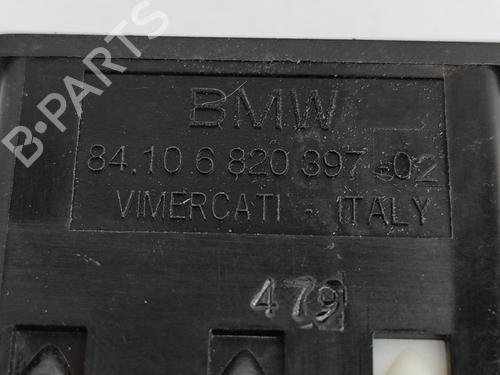 B-PARTS
BMW
84.10 6 820 397-02
VIMERCATI - ITALY
479